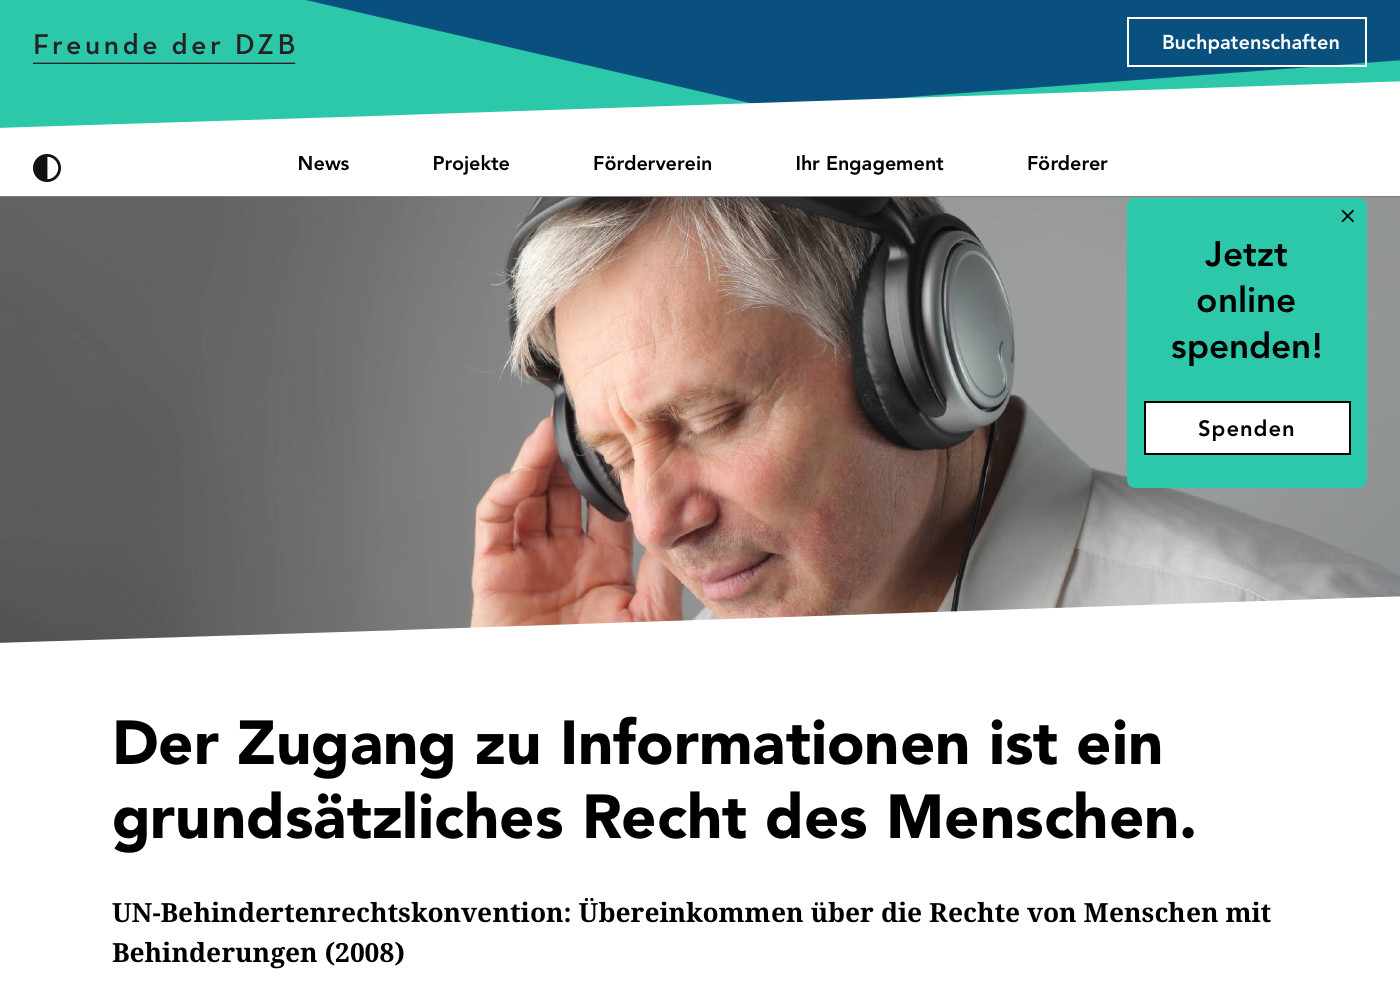 Freunde der DZB
Buchpatenschaften
News
Projekte
Förderverein
Ihr Engagement
Förderer
Jetzt
online
spenden!
Spenden
Der Zugang zu Informationen ist ein
grundsätzliches Recht des Menschen.
UN-Behindertenrechtskonvention: Übereinkommen über die Rechte von Menschen mit
Behinderungen (2008)